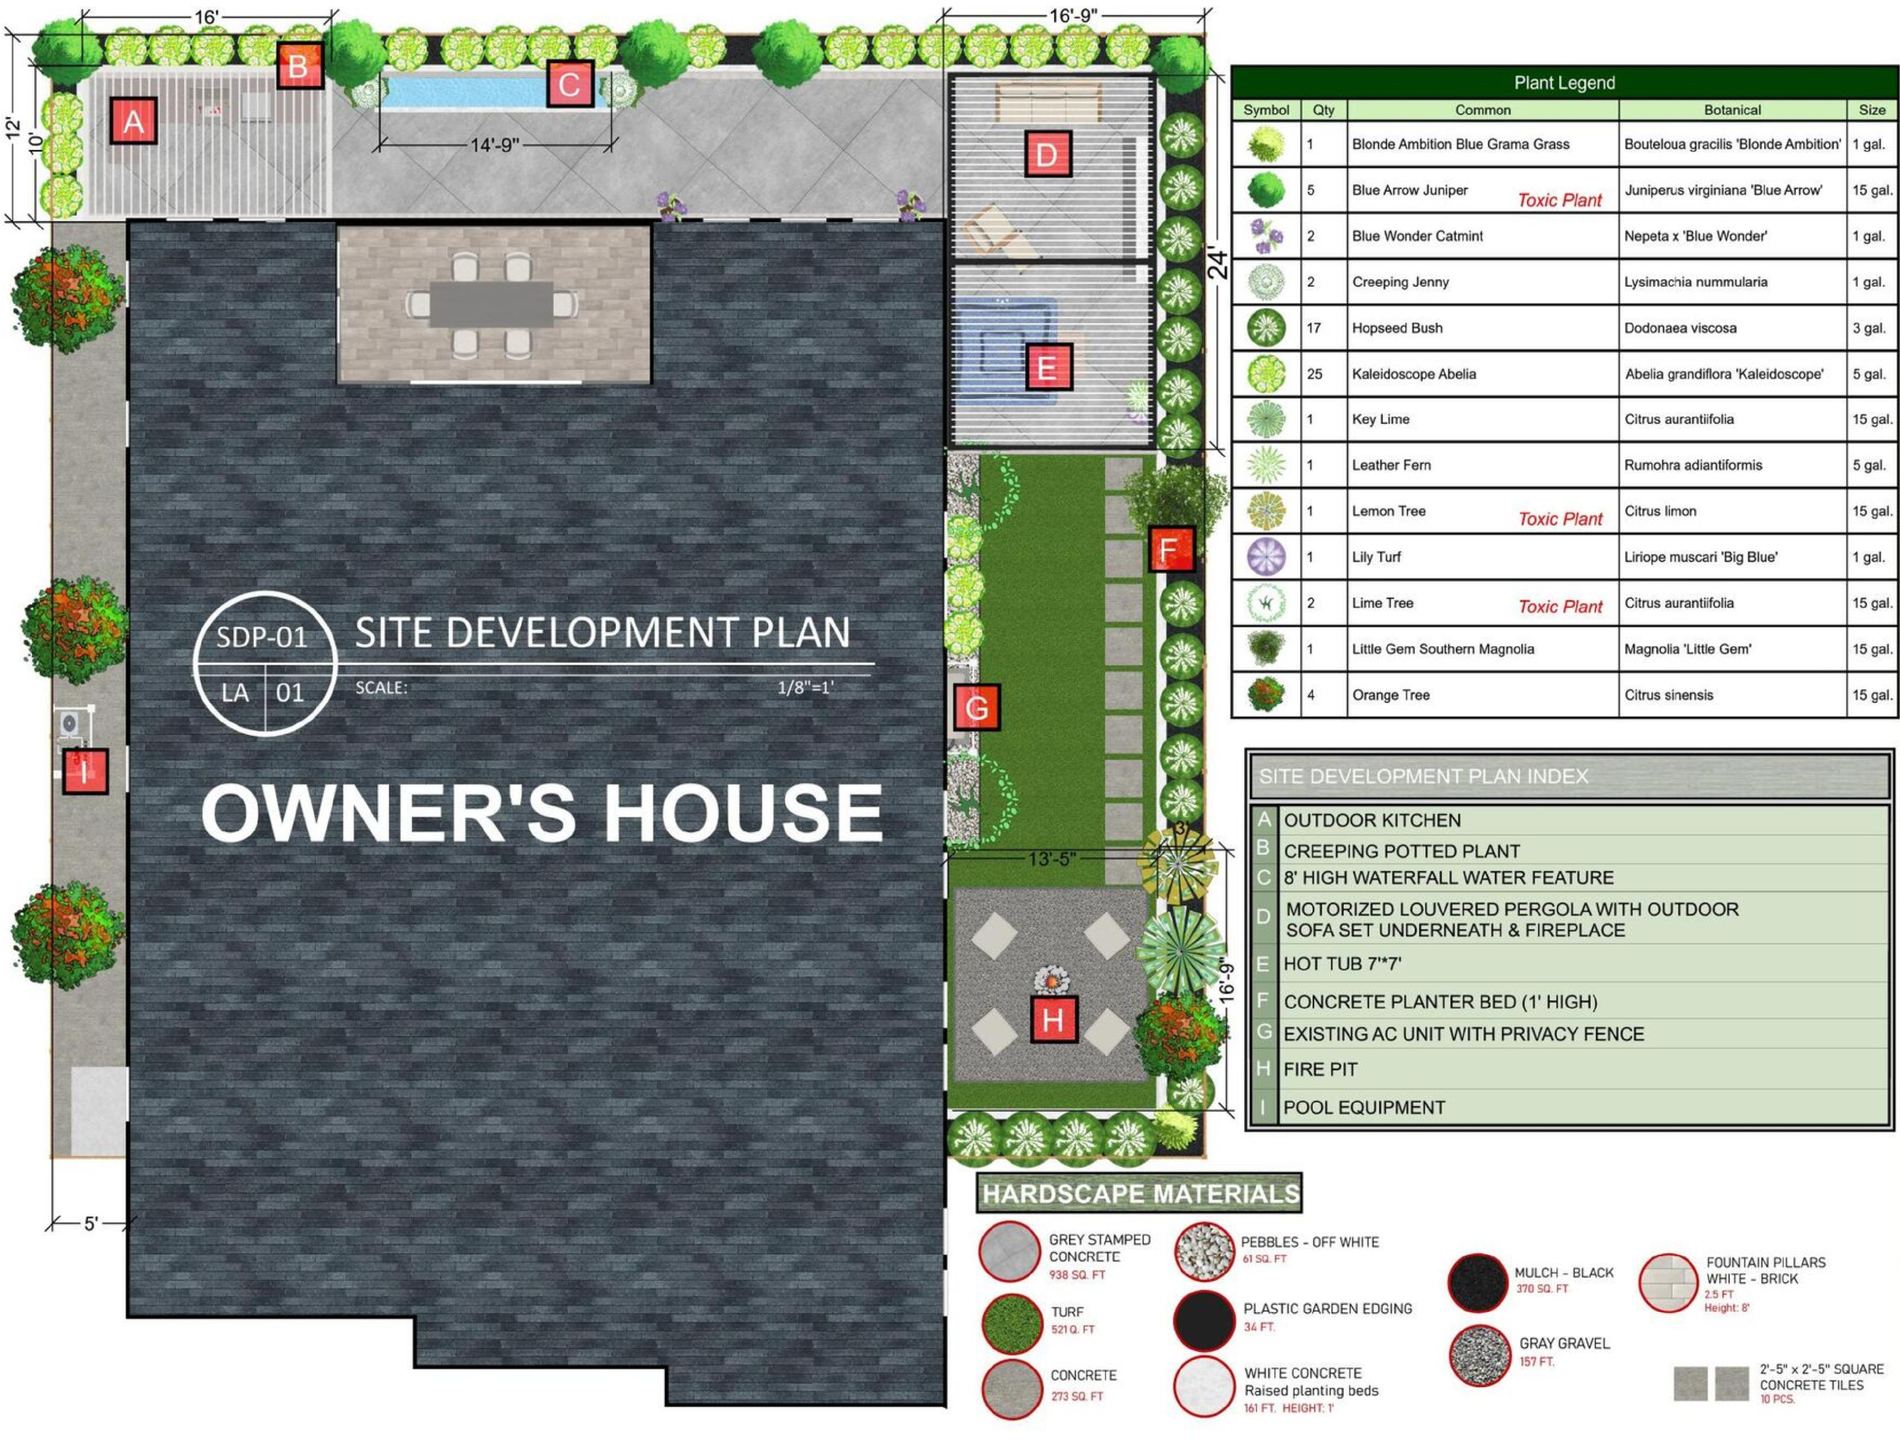 16'
16'-9"
B
A
C
12'
10'
14'-9"
D
24'
E
Plant Legend
Symbol Qty Common Botanical Size
1 Blonde Ambition Blue Grama Grass Bouteloua gracilis 'Blonde Ambition' 1 gal.
5 Blue Arrow Juniper Toxic Plant Juniperus virginiana 'Blue Arrow' 15 gal.
2 Blue Wonder Catmint Nepeta x 'Blue Wonder' 1 gal.
2 Creeping Jenny Lysimachia nummularia 1 gal.
17 Hopseed Bush Dodonaea viscosa 3 gal.
25 Kaleidoscope Abelia Abelia grandiflora 'Kaleidoscope' 5 gal.
1 Key Lime Citrus aurantiifolia 15 gal.
1 Leather Fern Rumohra adiantiformis 5 gal.
1 Lemon Tree Toxic Plant Citrus limon 15 gal.
1 Lily Turf Liriope muscari 'Big Blue' 1 gal.
2 Lime Tree Toxic Plant Citrus aurantiifolia 15 gal.
1 Little Gem Southern Magnolia Magnolia 'Little Gem' 15 gal.
4 Orange Tree Citrus sinensis 15 gal.
F
SDP-01 SITE DEVELOPMENT PLAN
LA 01 SCALE: 1/8"=1'
G
I
OWNER'S HOUSE
3'
13'-5"
16'-9"
H
5'
SITE DEVELOPMENT PLAN INDEX
A OUTDOOR KITCHEN
B CREEPING POTTED PLANT
C 8' HIGH WATERFALL WATER FEATURE
D MOTORIZED LOUVERED PERGOLA WITH OUTDOOR
SOFA SET UNDERNEATH & FIREPLACE
E HOT TUB 7'*7'
F CONCRETE PLANTER BED (1' HIGH)
G EXISTING AC UNIT WITH PRIVACY FENCE
H FIRE PIT
I POOL EQUIPMENT
HARDSCAPE MATERIALS
GREY STAMPED
CONCRETE
938 SQ. FT
TURF
521 Q. FT
CONCRETE
273 SQ. FT
PEBBLES - OFF WHITE
61 SQ. FT
PLASTIC GARDEN EDGING
34 FT.
WHITE CONCRETE
Raised planting beds
161 FT. HEIGHT: 1'
MULCH - BLACK
370 SQ. FT
GRAY GRAVEL
157 FT.
FOUNTAIN PILLARS
WHITE - BRICK
2.5 FT
Height: 8'
2'-5" x 2'-5" SQUARE
CONCRETE TILES
10 PCS.